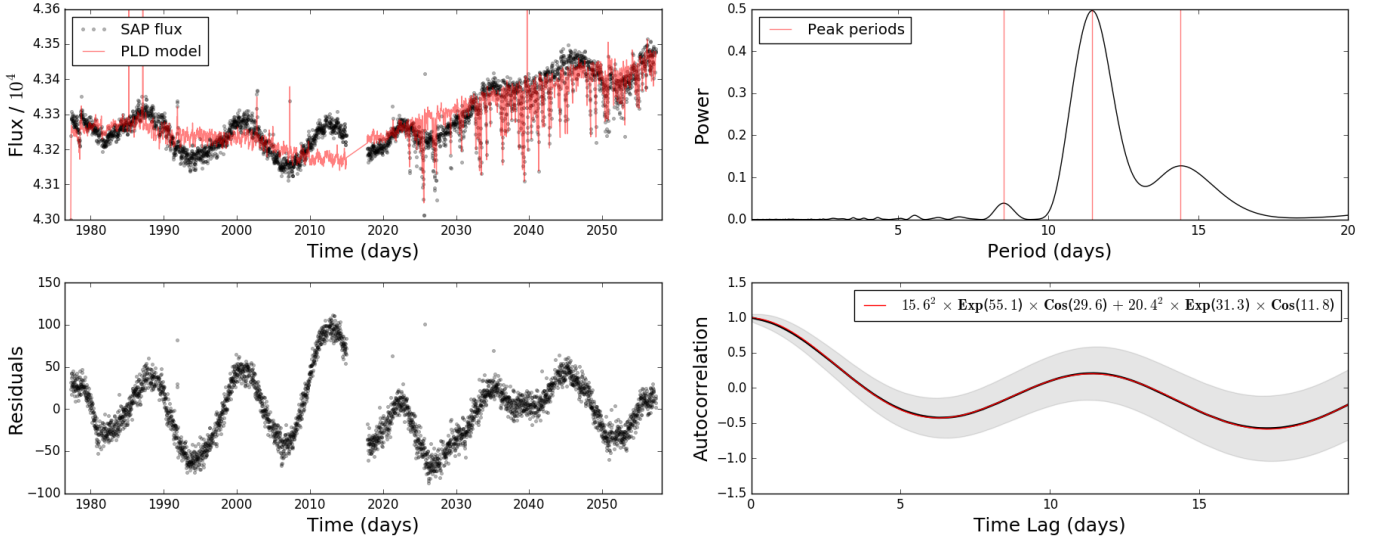 4.36
4.35
4.34
4.33
4.32
4.31
4.30
Flux / 10^4
SAP flux
PLD model
1980 1990 2000 2010 2020 2030 2040 2050
Time (days)
0.5
0.4
0.3
0.2
0.1
0.0
Power
Peak periods
5 10 15 20
Period (days)
150
100
50
0
−50
−100
Residuals
1980 1990 2000 2010 2020 2030 2040 2050
Time (days)
1.5
1.0
0.5
0.0
−0.5
−1.0
−1.5
Autocorrelation
15.6² × Exp(55.1) × Cos(29.6) + 20.4² × Exp(31.3) × Cos(11.8)
0 5 10 15
Time Lag (days)